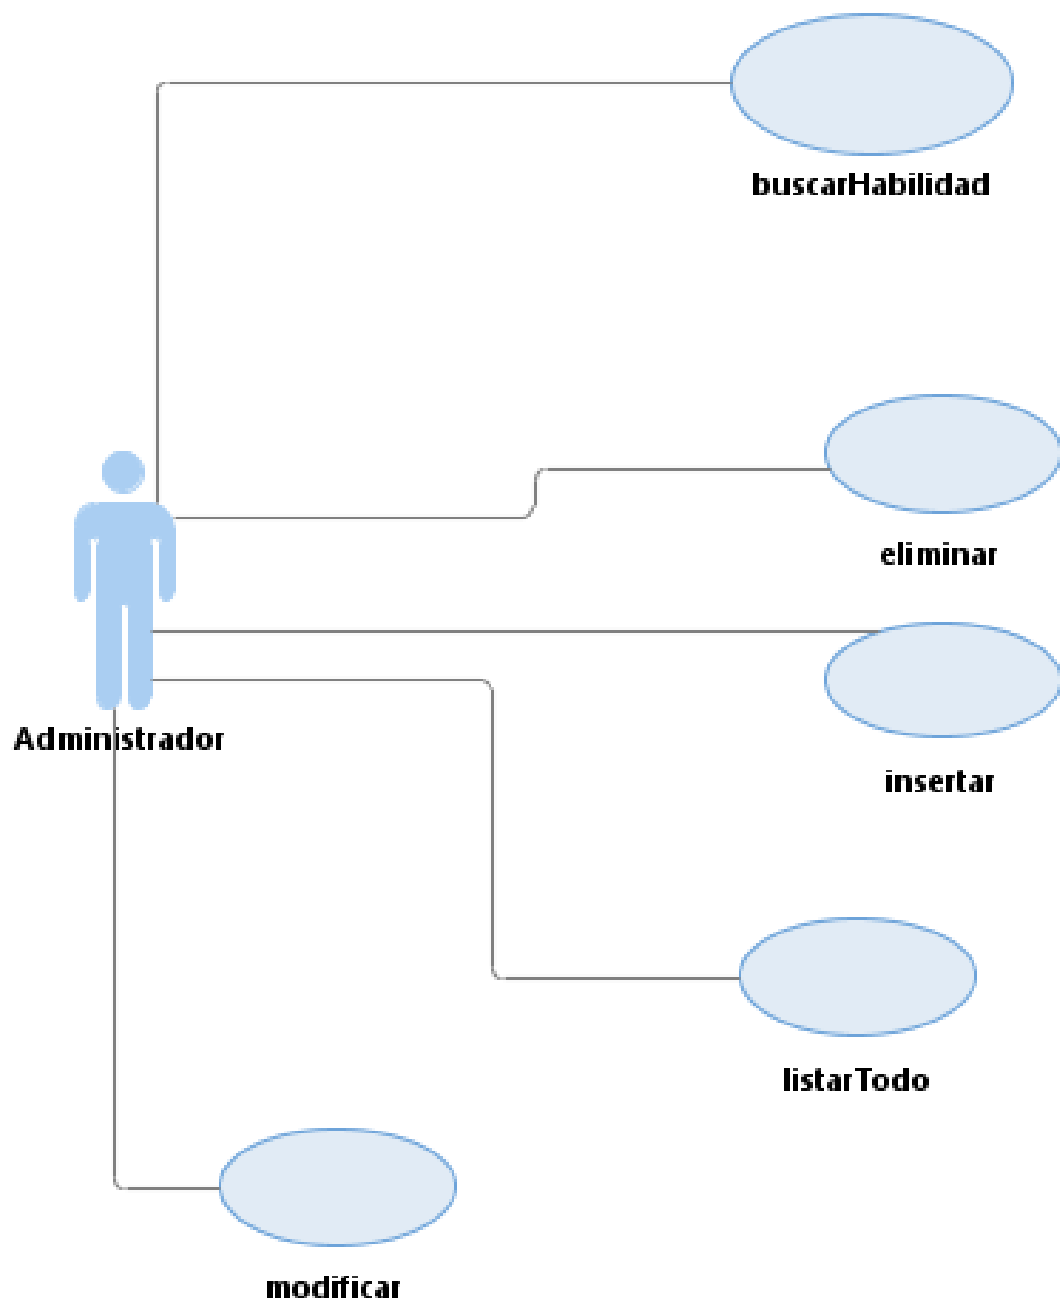 buscarHabilidad
eliminar
insertar
Administrador
listarTodo
modificar